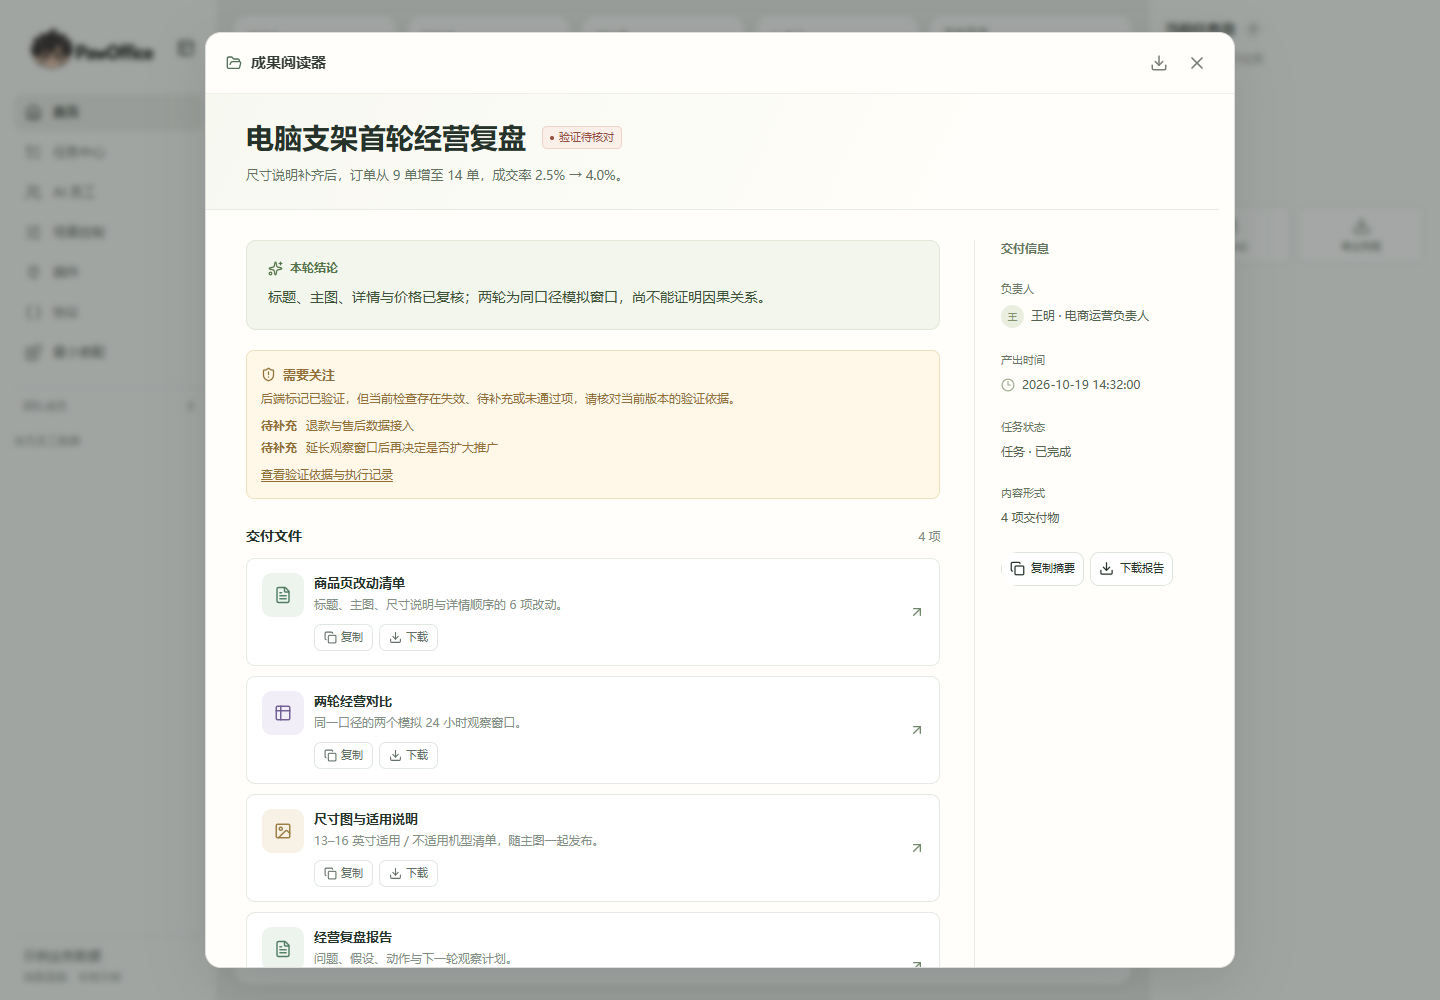 PawOffice
成果阅读器
电脑支架首轮经营复盘
验证待核对
尺寸说明补齐后，订单从 9 单增至 14 单，成交率 2.5% → 4.0%。
本轮结论
标题、主图、详情与价格已复核；两轮为同口径模拟窗口，尚不能证明因果关系。
需要关注
后端标记已验证，但当前检查存在失效、待补充或未通过项，请核对当前版本的验证依据。
待补充 退款与售后数据接入
待补充 延长观察窗口后再决定是否扩大推广
查看验证依据与执行记录
交付文件
4 项
商品页改动清单
标题、主图、尺寸说明与详情顺序的 6 项改动。
复制
下载
两轮经营对比
同一口径的两个模拟 24 小时观察窗口。
复制
下载
尺寸图与适用说明
13–16 英寸适用 / 不适用机型清单，随主图一起发布。
复制
下载
经营复盘报告
问题、假设、动作与下一轮观察计划。
交付信息
负责人
王 王明 · 电商运营负责人
产出时间
2026-10-19 14:32:00
任务状态
任务 · 已完成
内容形式
4 项交付物
复制摘要
下载报告